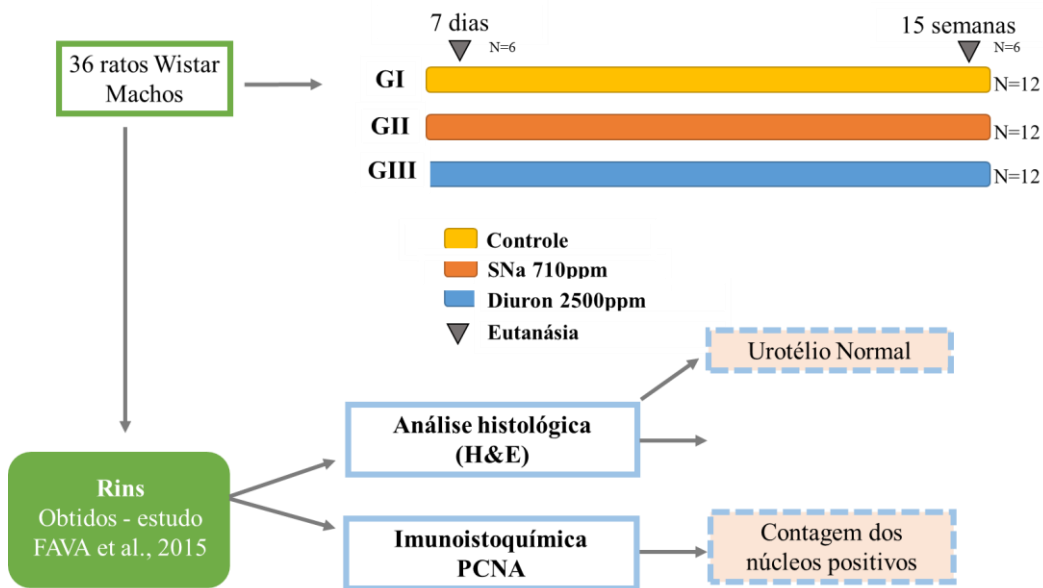 7 dias
N=6
15 semanas
N=6
36 ratos Wistar
Machos
GI
N=12
GII
N=12
GIII
N=12
Controle
SNa 710ppm
Diuron 2500ppm
Eutanásia
Urotélio Normal
Análise histológica
(H&E)
Rins
Obtidos - estudo
FAVA et al., 2015
Imunoistoquímica
PCNA
Contagem dos
núcleos positivos